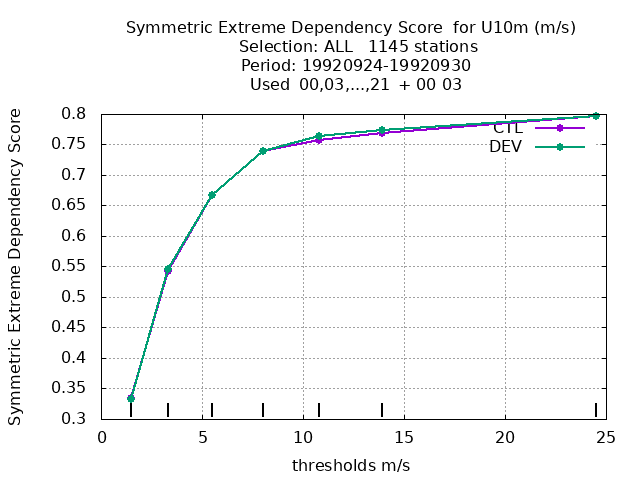 Symmetric Extreme Dependency Score  for U10m (m/s)
Selection: ALL   1145 stations
Period: 19920924-19920930
Used  00,03,...,21  + 00 03
Symmetric Extreme Dependency Score
0.8
0.75
0.7
0.65
0.6
0.55
0.5
0.45
0.4
0.35
0.3
CTL
DEV
0 5 10 15 20 25
thresholds m/s